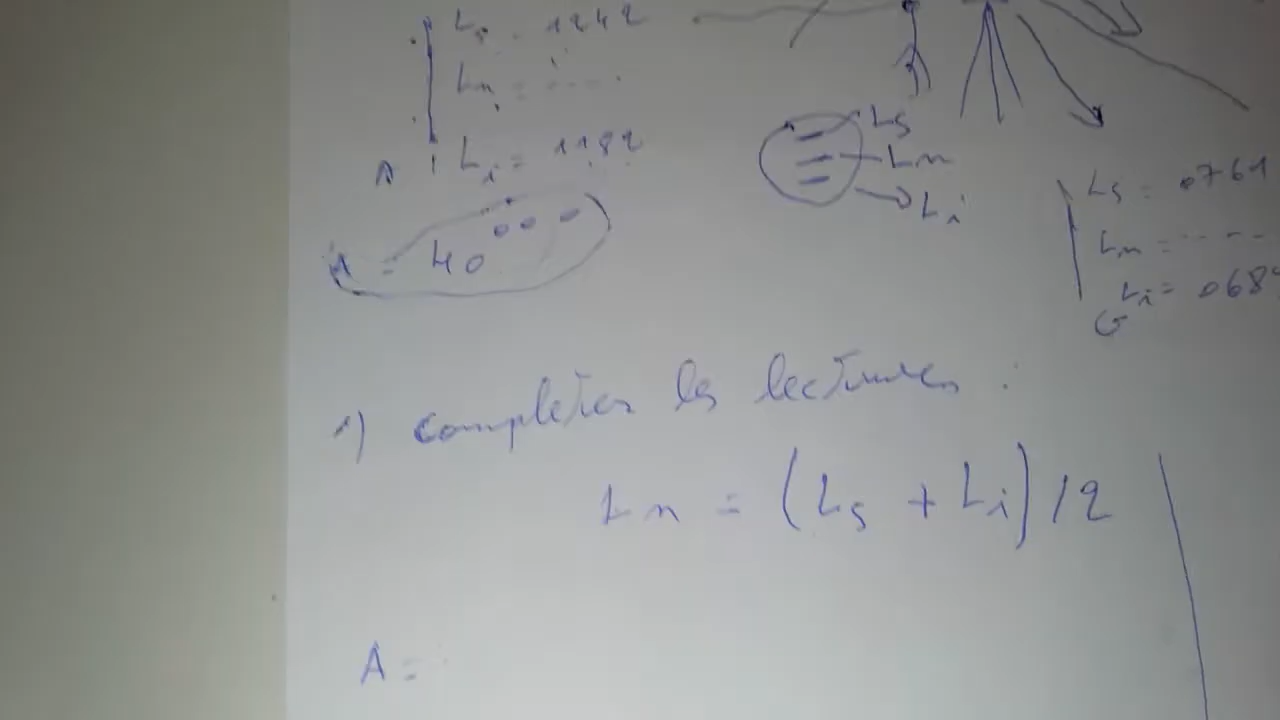 Ls = 1242
Lm = ....
A Li = 1182
Ls
Lm
Li
Ls = 0761
Lm = ....
Li = 068
G
1) compléter les lectures :
Lm = (Ls + Li) / 2
A =